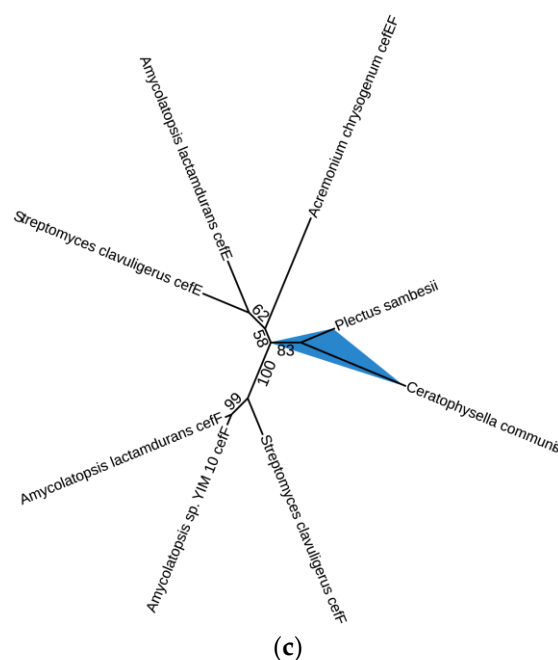 Acremonium chrysogenum cefEF
Amycolatopsis lactamdurans cefE
Streptomyces clavuligerus cefE
62
58
83
Plectus sambesii
Ceratophysella communis
100
99
Amycolatopsis lactamdurans cefF
Amycolatopsis sp. YIM 10 cefF
Streptomyces clavuligerus cefF
(c)